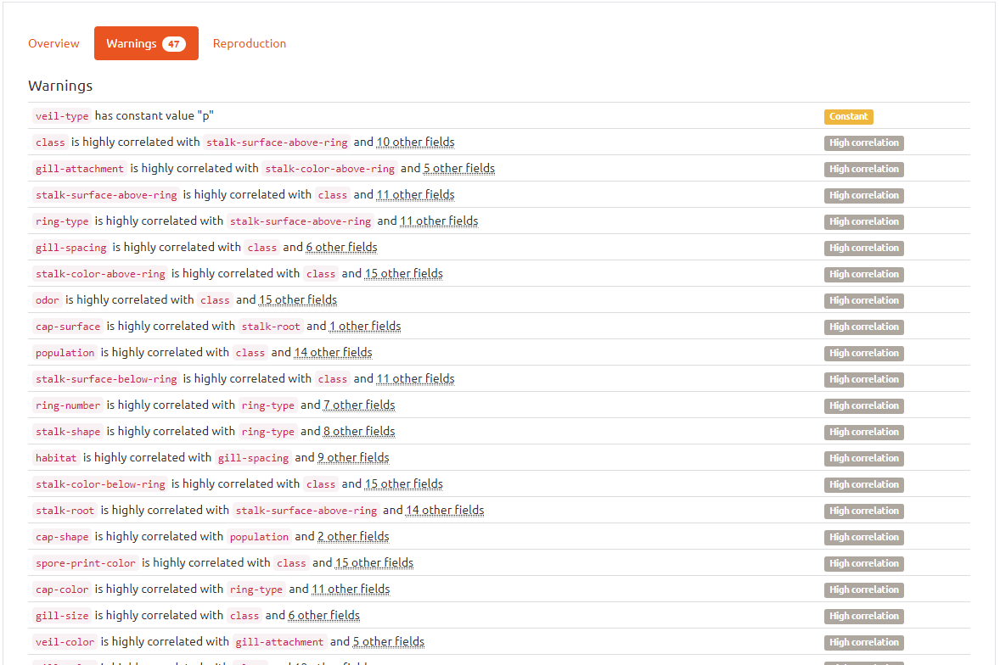 Overview Warnings 47 Reproduction
Warnings
veil-type has constant value "p" Constant
class is highly correlated with stalk-surface-above-ring and 10 other fields High correlation
gill-attachment is highly correlated with stalk-color-above-ring and 5 other fields High correlation
stalk-surface-above-ring is highly correlated with class and 11 other fields High correlation
ring-type is highly correlated with stalk-surface-above-ring and 11 other fields High correlation
gill-spacing is highly correlated with class and 6 other fields High correlation
stalk-color-above-ring is highly correlated with class and 15 other fields High correlation
odor is highly correlated with class and 15 other fields High correlation
cap-surface is highly correlated with stalk-root and 1 other fields High correlation
population is highly correlated with class and 14 other fields High correlation
stalk-surface-below-ring is highly correlated with class and 11 other fields High correlation
ring-number is highly correlated with ring-type and 7 other fields High correlation
stalk-shape is highly correlated with ring-type and 8 other fields High correlation
habitat is highly correlated with gill-spacing and 9 other fields High correlation
stalk-color-below-ring is highly correlated with class and 15 other fields High correlation
stalk-root is highly correlated with stalk-surface-above-ring and 14 other fields High correlation
cap-shape is highly correlated with population and 2 other fields High correlation
spore-print-color is highly correlated with class and 15 other fields High correlation
cap-color is highly correlated with ring-type and 11 other fields High correlation
gill-size is highly correlated with class and 6 other fields High correlation
veil-color is highly correlated with gill-attachment and 5 other fields High correlation